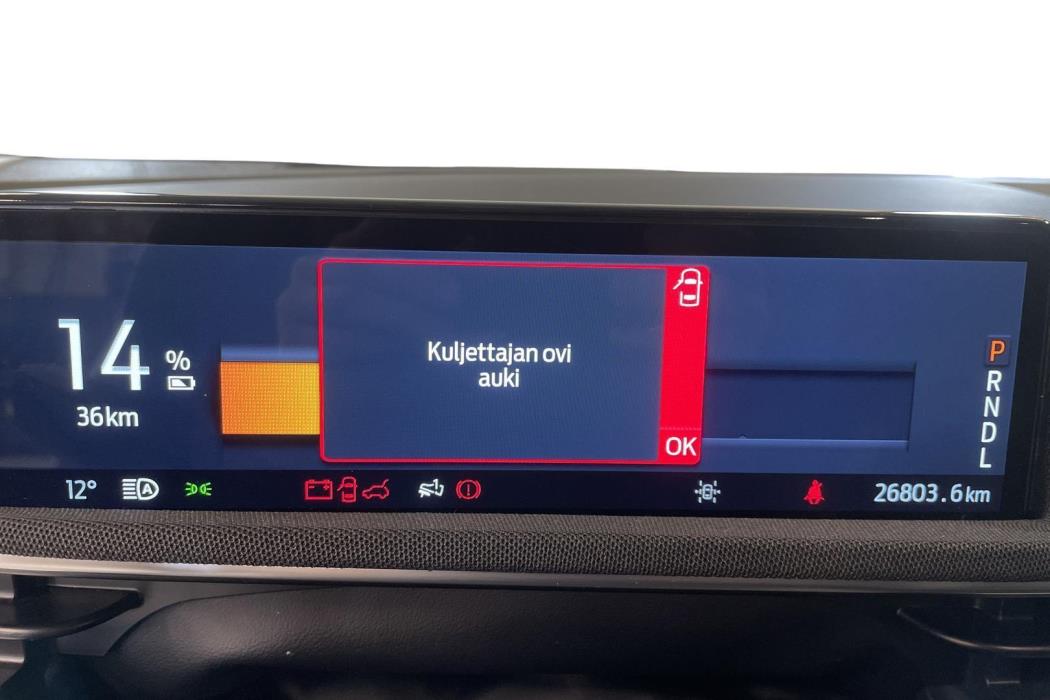 14 %
36km
Kuljettajan ovi
auki
OK
P
R
N
D
L
12°
A
26803.6km